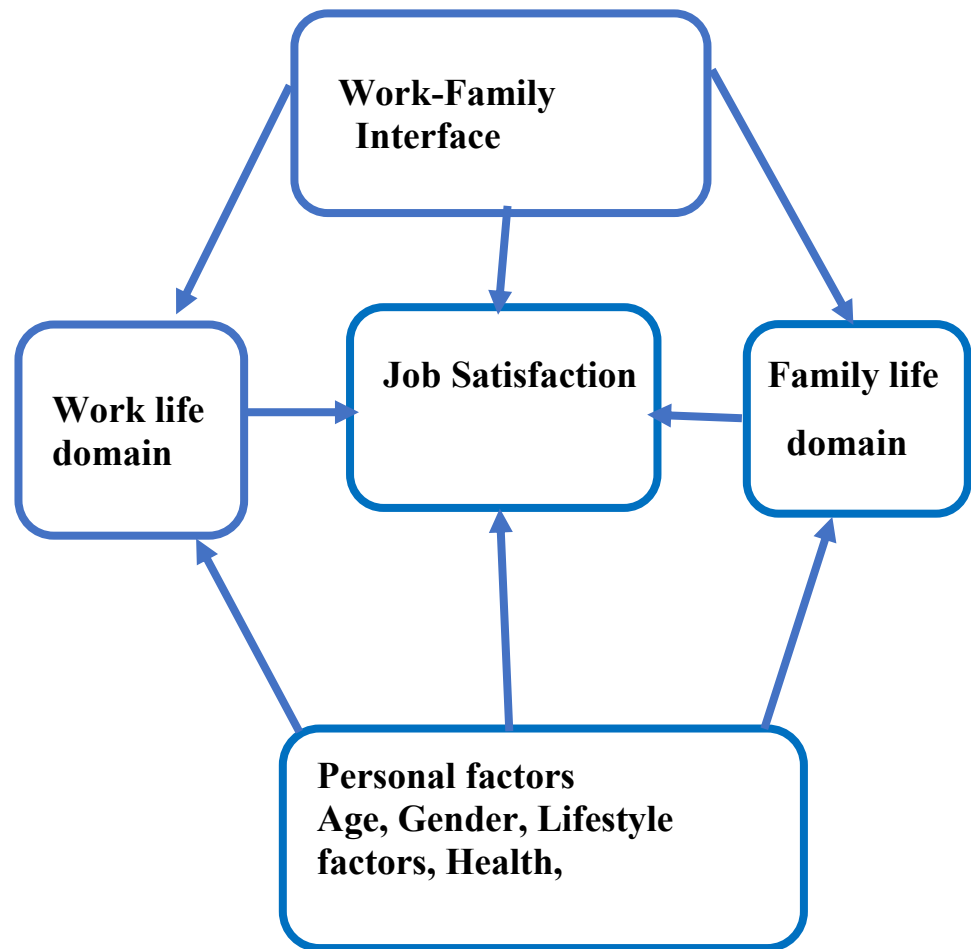 Work-Family
Interface
Job Satisfaction
Family life
domain
Work life
domain
Personal factors
Age, Gender, Lifestyle
factors, Health,